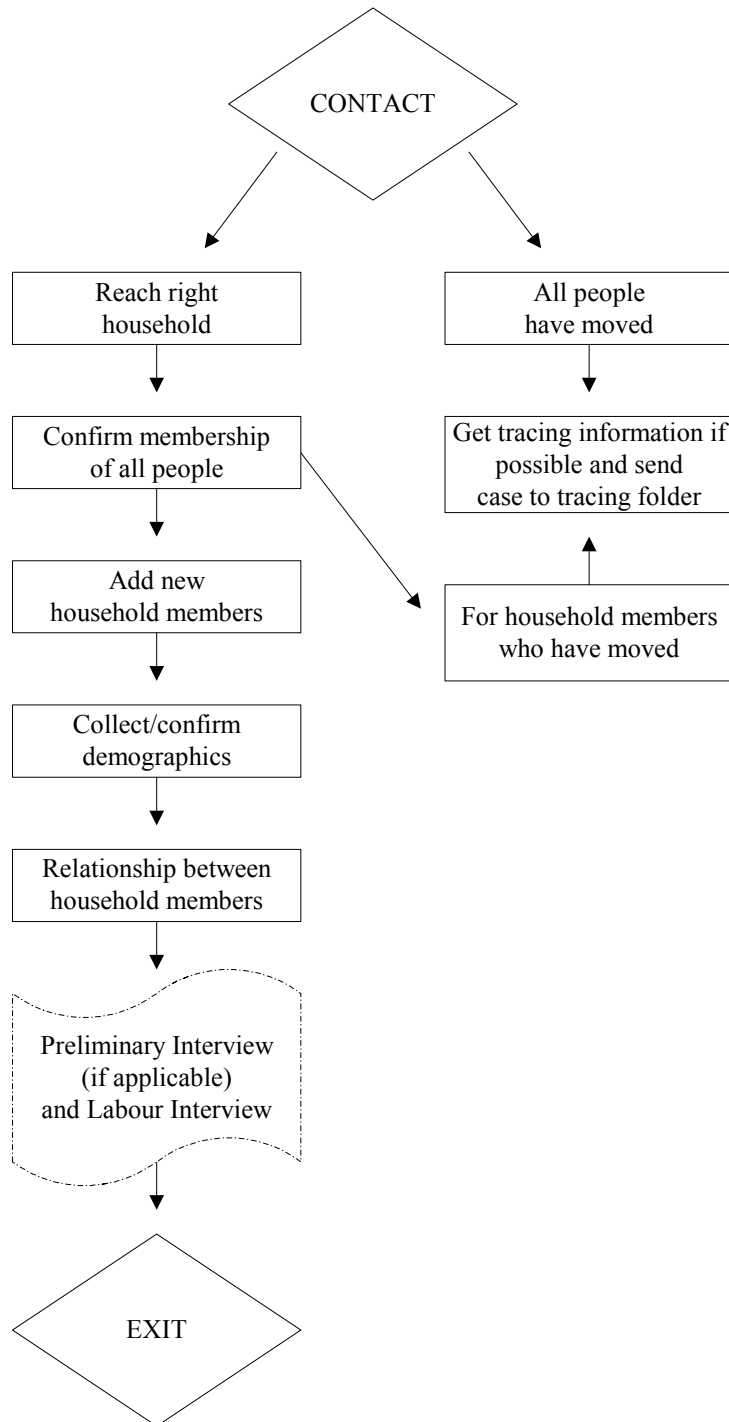 CONTACT
Reach right
household
All people
have moved
Confirm membership
of all people
Get tracing information if
possible and send
case to tracing folder
Add new
household members
For household members
who have moved
Collect/confirm
demographics
Relationship between
household members
Preliminary Interview
(if applicable)
and Labour Interview
EXIT